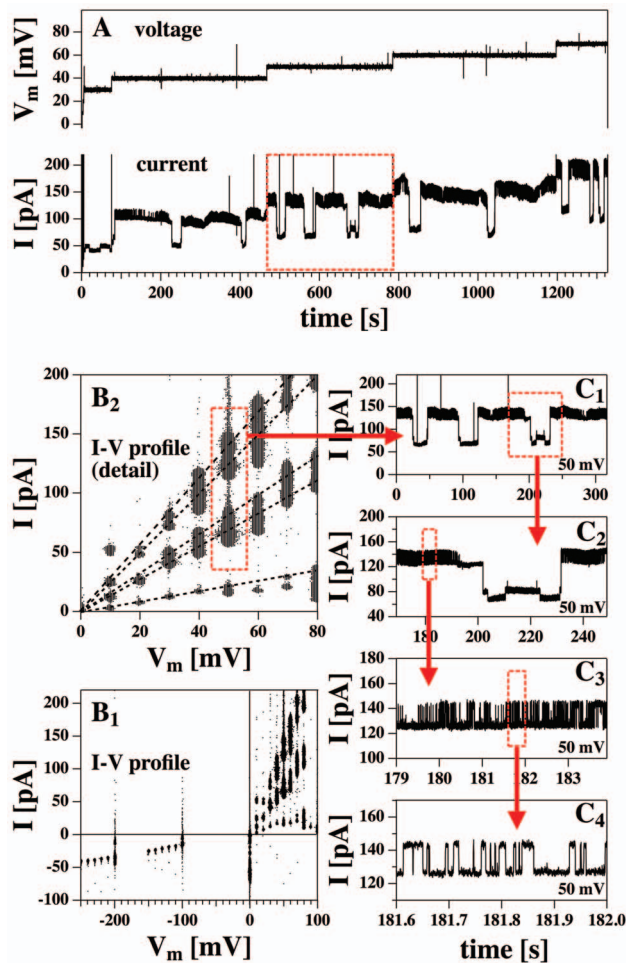 A
voltage
V_m [mV]
80
60
40
20
0
current
I [pA]
200
150
100
50
0
0 200 400 600 800 1000 1200
time [s]
B₂
I-V profile
(detail)
I [pA]
200
150
100
50
0
0 20 40 60 80
V_m [mV]
C₁
I [pA]
200
150
100
50
0
50 mV
0 100 200 300
C₂
I [pA]
160
120
80
40
50 mV
180 200 220 240
B₁
I-V profile
I [pA]
200
150
100
50
0
-50
-100
-200 -100 0 100
V_m [mV]
C₃
I [pA]
180
160
140
120
100
50 mV
179 180 181 182 183
C₄
I [pA]
160
140
120
50 mV
181.6 181.7 181.8 181.9 182.0
time [s]